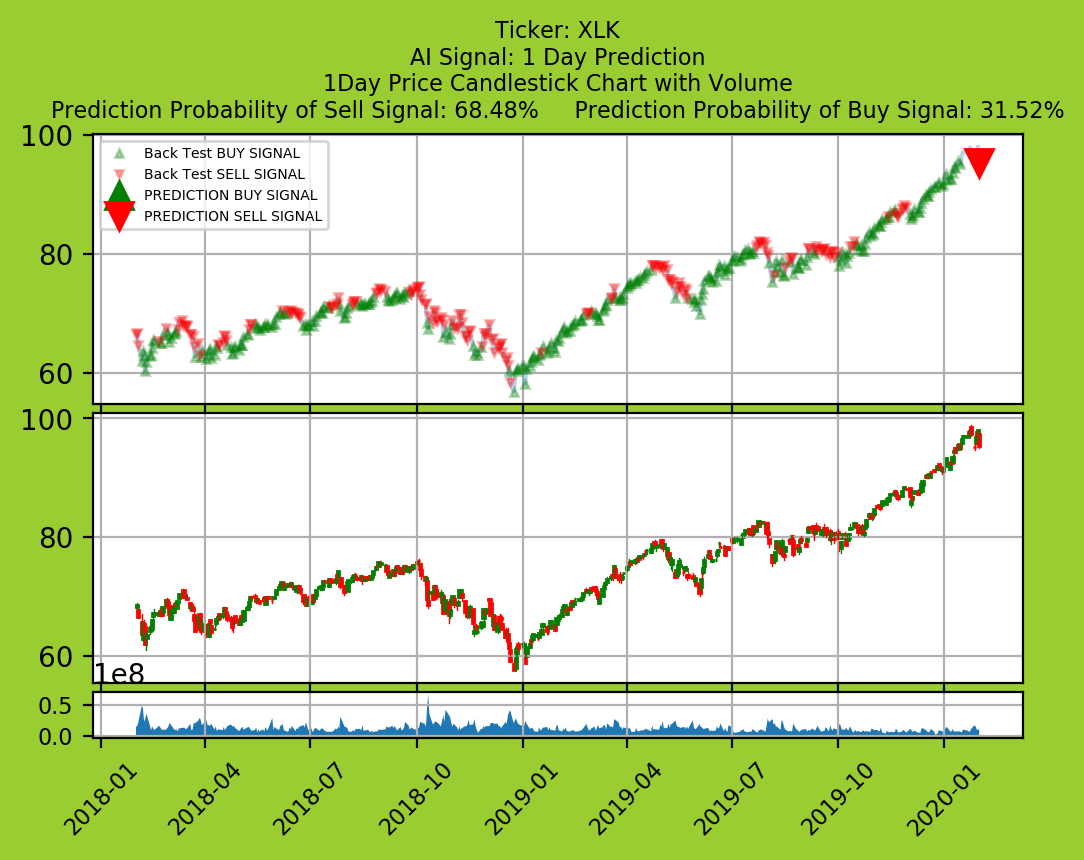 Ticker: XLK
AI Signal: 1 Day Prediction
1Day Price Candlestick Chart with Volume
Prediction Probability of Sell Signal: 68.48% Prediction Probability of Buy Signal: 31.52%
100
80
60
Back Test BUY SIGNAL
Back Test SELL SIGNAL
PREDICTION BUY SIGNAL
PREDICTION SELL SIGNAL
100
80
60
1e8
0.5
0.0
2018-01
2018-04
2018-07
2018-10
2019-01
2019-04
2019-07
2019-10
2020-01